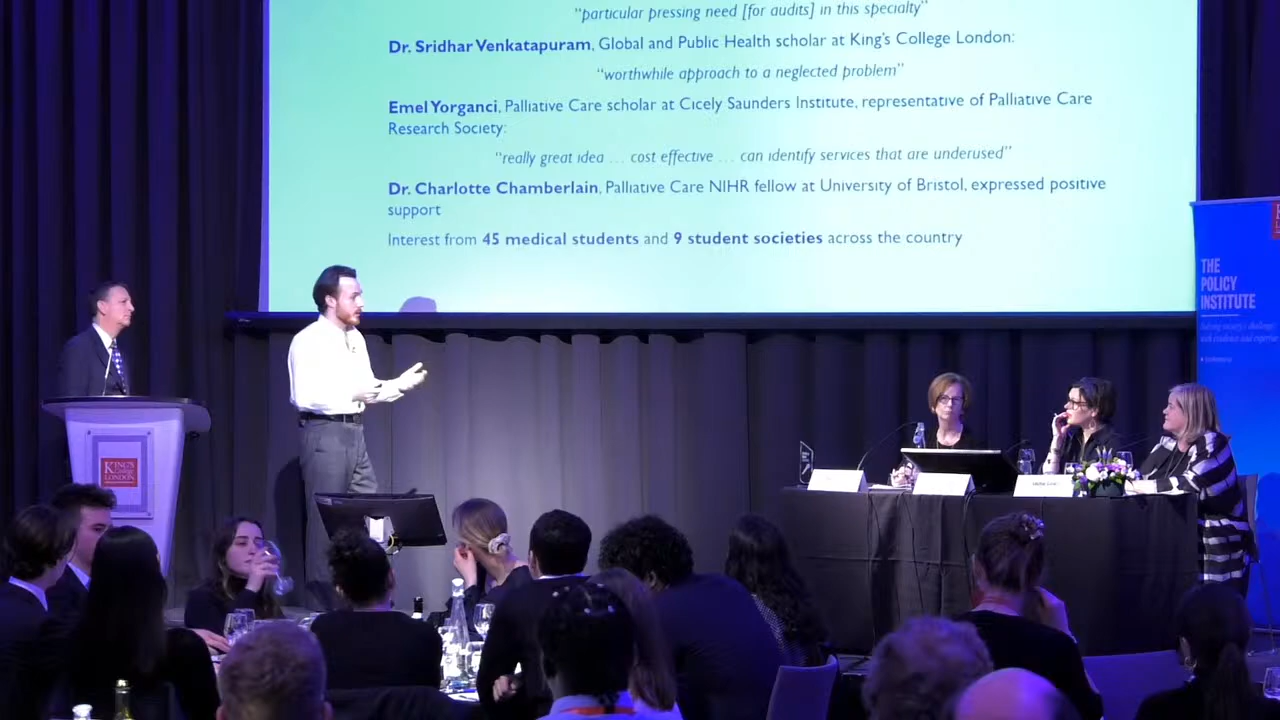 “particular pressing need [for audits] in this specialty”
Dr. Sridhar Venkatapuram, Global and Public Health scholar at King’s College London:
“worthwhile approach to a neglected problem”
Emel Yorganci, Palliative Care scholar at Cicely Saunders Institute, representative of Palliative Care
Research Society:
“really great idea … cost effective … can identify services that are underused”
Dr. Charlotte Chamberlain, Palliative Care NIHR fellow at University of Bristol, expressed positive
support
Interest from 45 medical students and 9 student societies across the country
THE
POLICY
INSTITUTE
KING'S
College
LONDON